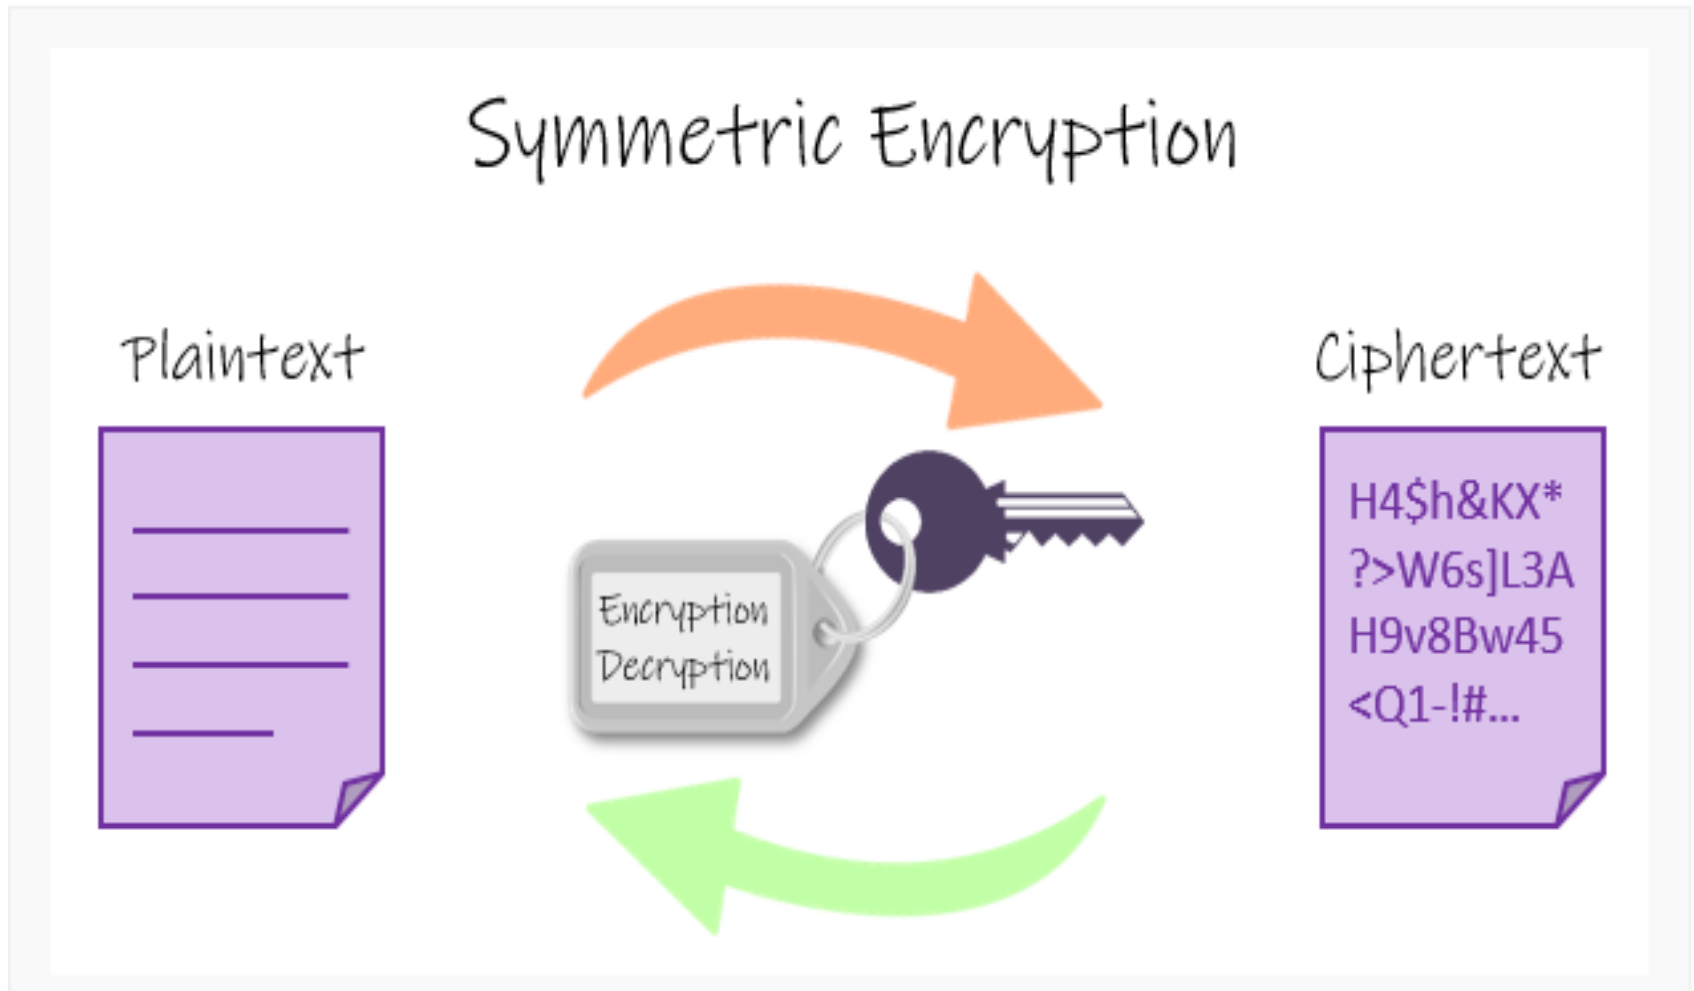 Symmetric Encryption
Plaintext
Ciphertext
Encryption
Decryption
H4$h&KX*
?>W6s]L3A
H9v8Bw45
<Q1-!#...